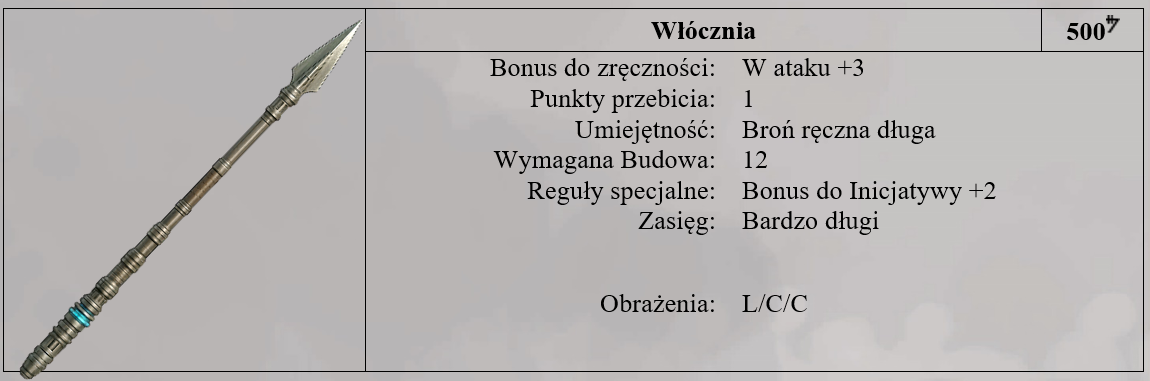 Włócznia
500
Bonus do zręczności: W ataku +3
Punkty przebicia: 1
Umiejętność: Broń ręczna długa
Wymagana Budowa: 12
Reguły specjalne: Bonus do Inicjatywy +2
Zasięg: Bardzo długi
Obrażenia: L/C/C